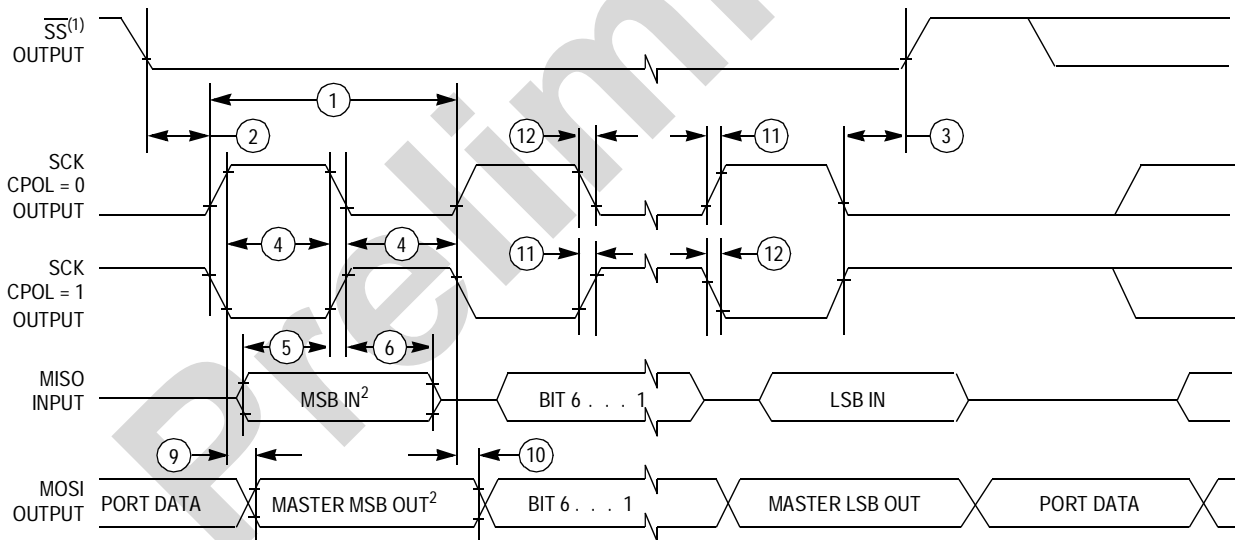 SS(1)
OUTPUT
1
2
12
11
3
SCK
CPOL = 0
OUTPUT
4
4
SCK
CPOL = 1
OUTPUT
11
12
5
6
MISO
INPUT
MSB IN2
BIT 6 . . . 1
LSB IN
9
10
MOSI
OUTPUT
PORT DATA
MASTER MSB OUT2
BIT 6 . . . 1
MASTER LSB OUT
PORT DATA
Prelim